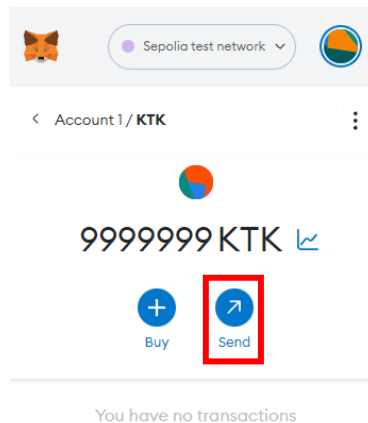 Sepolia test network
Account 1 / KTK
9999999 KTK
Buy
Send
You have no transactions